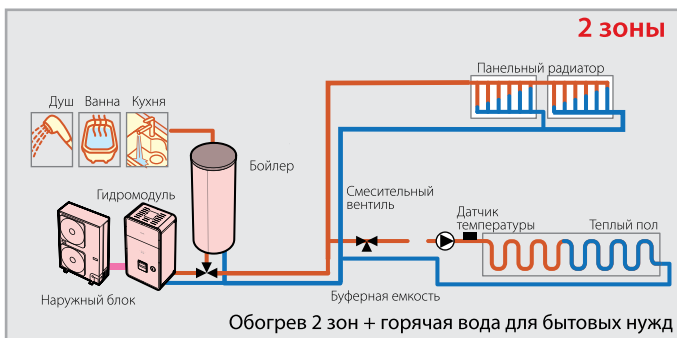 2 зоны
Панельный радиатор
Душ Ванна Кухня
Бойлер
Гидромодуль
Смесительный
вентиль
Датчик
температуры
Теплый пол
Наружный блок
Буферная емкость
Обогрев 2 зон + горячая вода для бытовых нужд